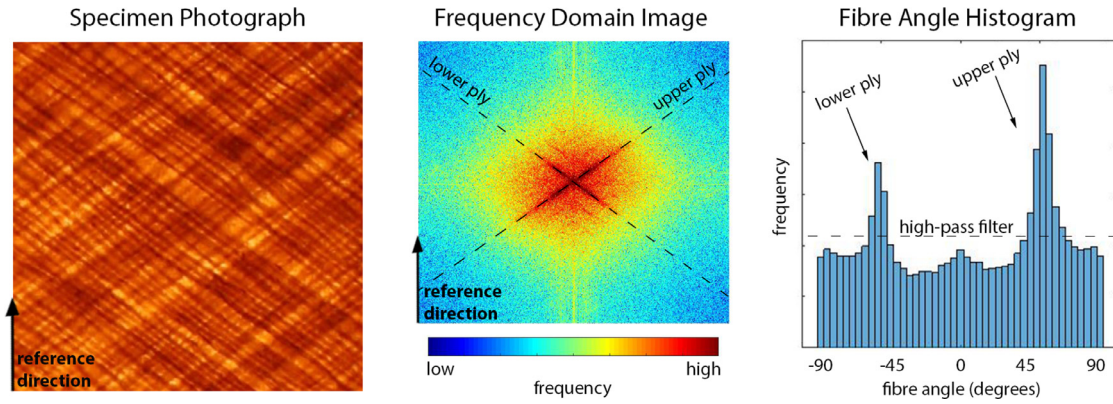 Specimen Photograph
reference
direction
Frequency Domain Image
lower ply
upper ply
reference
direction
low
high
frequency
Fibre Angle Histogram
lower ply
upper ply
high-pass filter
frequency
-90
-45
0
45
90
fibre angle (degrees)